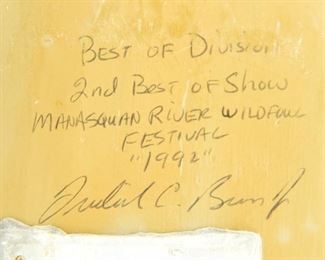 BEST OF DIVISION
2nd BEST OF SHOW
MANASQUAN RIVER WILDFOWL
FESTIVAL
"1992"
C.